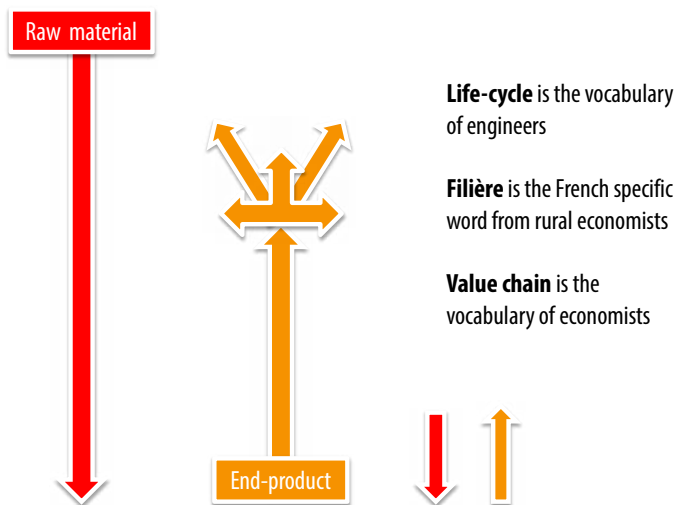 Raw material
Life-cycle is the vocabulary
of engineers
Filière is the French specific
word from rural economists
Value chain is the
vocabulary of economists
End-product